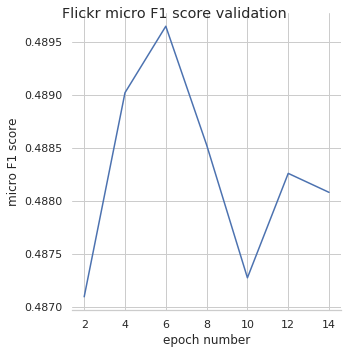 Flickr micro F1 score validation
0.4895
0.4890
0.4885
0.4880
0.4875
0.4870
micro F1 score
2 4 6 8 10 12 14
epoch number